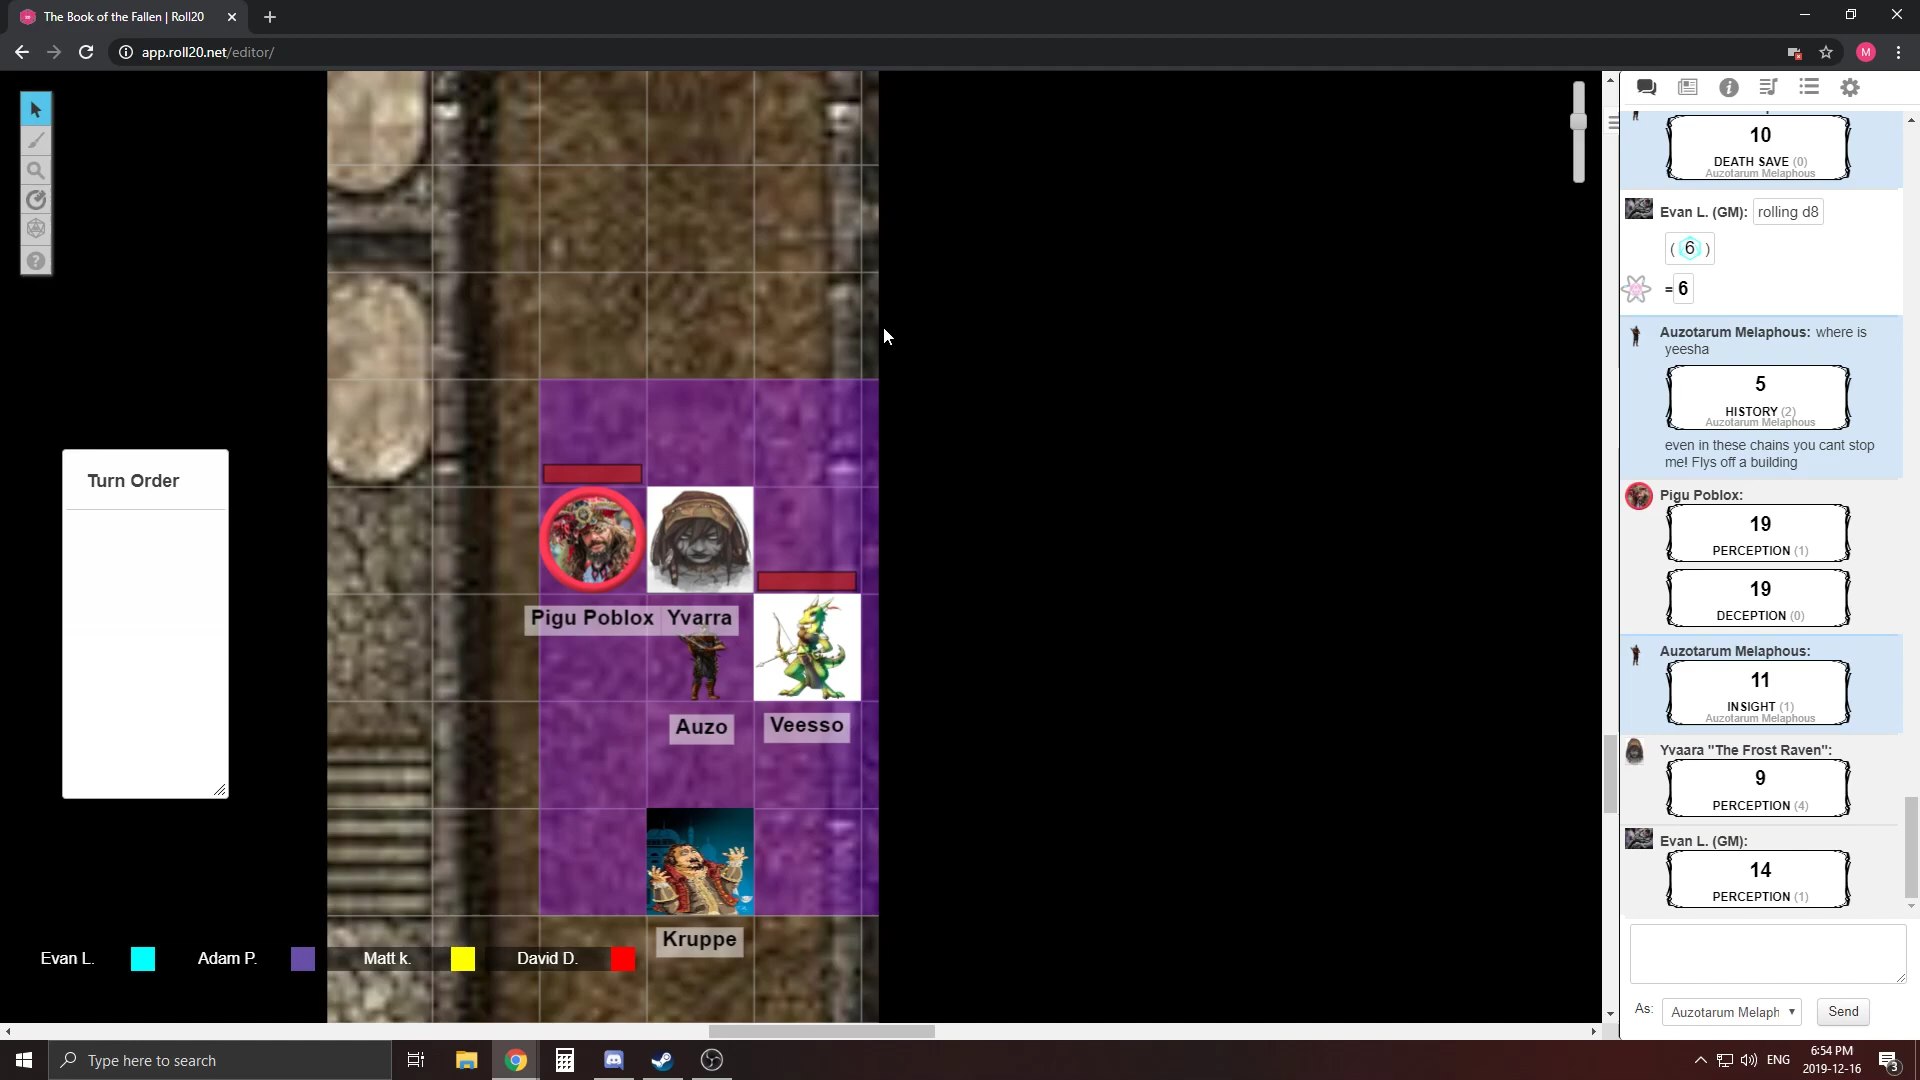 The Book of the Fallen | Roll20
app.roll20.net/editor/
10
DEATH SAVE (0)
Auzotarum Melaphous
Evan L. (GM): rolling d8
( 6 )
=6
Auzotarum Melaphous: where is
yeesha
5
HISTORY (2)
Auzotarum Melaphous
even in these chains you cant stop
me! Flys off a building
Pigu Poblox:
19
PERCEPTION (1)
19
DECEPTION (0)
Auzotarum Melaphous:
11
INSIGHT (1)
Auzotarum Melaphous
Yvaara "The Frost Raven":
9
PERCEPTION (4)
Evan L. (GM):
14
PERCEPTION (1)
As: Auzotarum Melaph
Send
Turn Order
Pigu Poblox
Yvarra
Auzo
Veesso
Kruppe
Evan L.
Adam P.
Matt k.
David D.
Type here to search
ENG
6:54 PM
2019-12-16
3
M